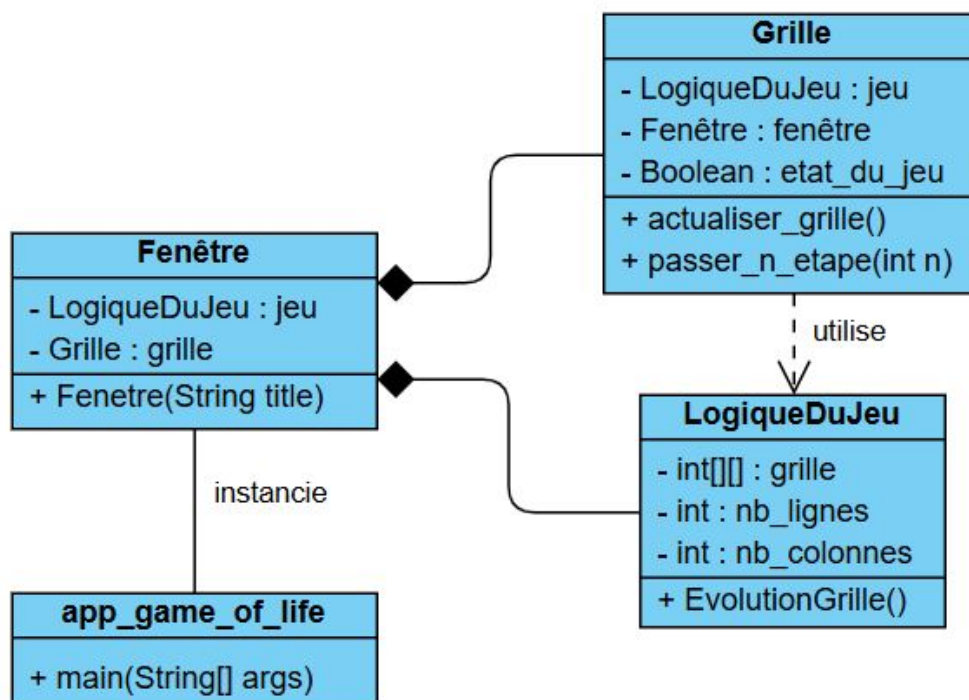 Grille
- LogiqueDuJeu : jeu
- Fenêtre : fenêtre
- Boolean : etat_du_jeu
+ actualiser_grille()
+ passer_n_etape(int n)
Fenêtre
- LogiqueDuJeu : jeu
- Grille : grille
+ Fenetre(String title)
utilise
LogiqueDuJeu
- int[][] : grille
- int : nb_lignes
- int : nb_colonnes
+ EvolutionGrille()
instancie
app_game_of_life
+ main(String[] args)